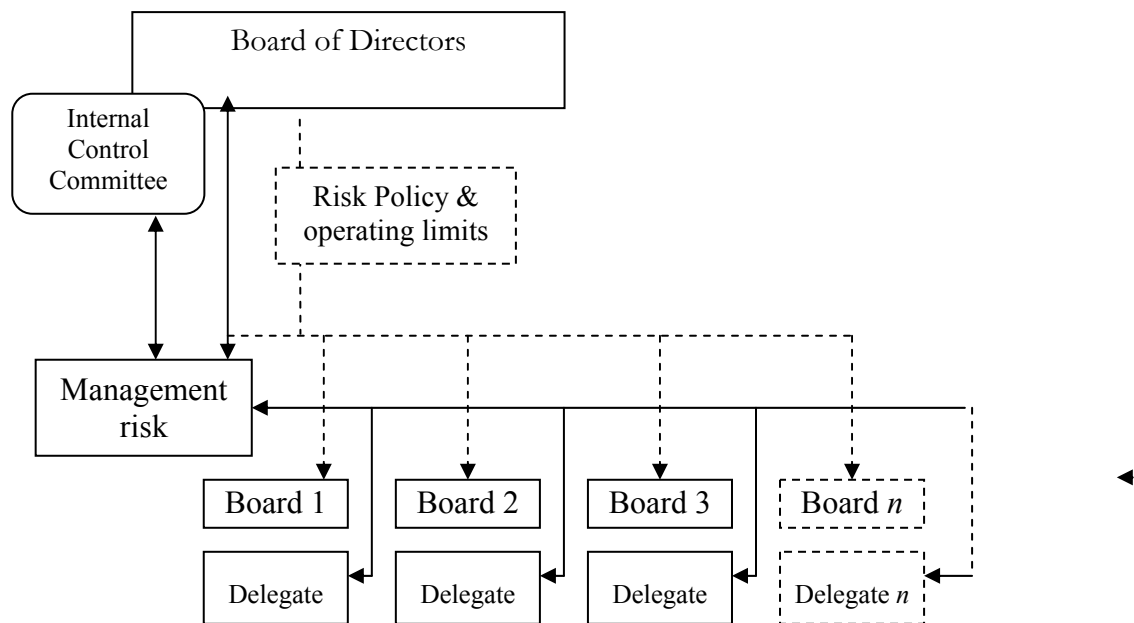 Board of Directors
Internal
Control
Committee
Risk Policy &
operating limits
Management
risk
Board 1
Board 2
Board 3
Board n
Delegate
Delegate
Delegate
Delegate n